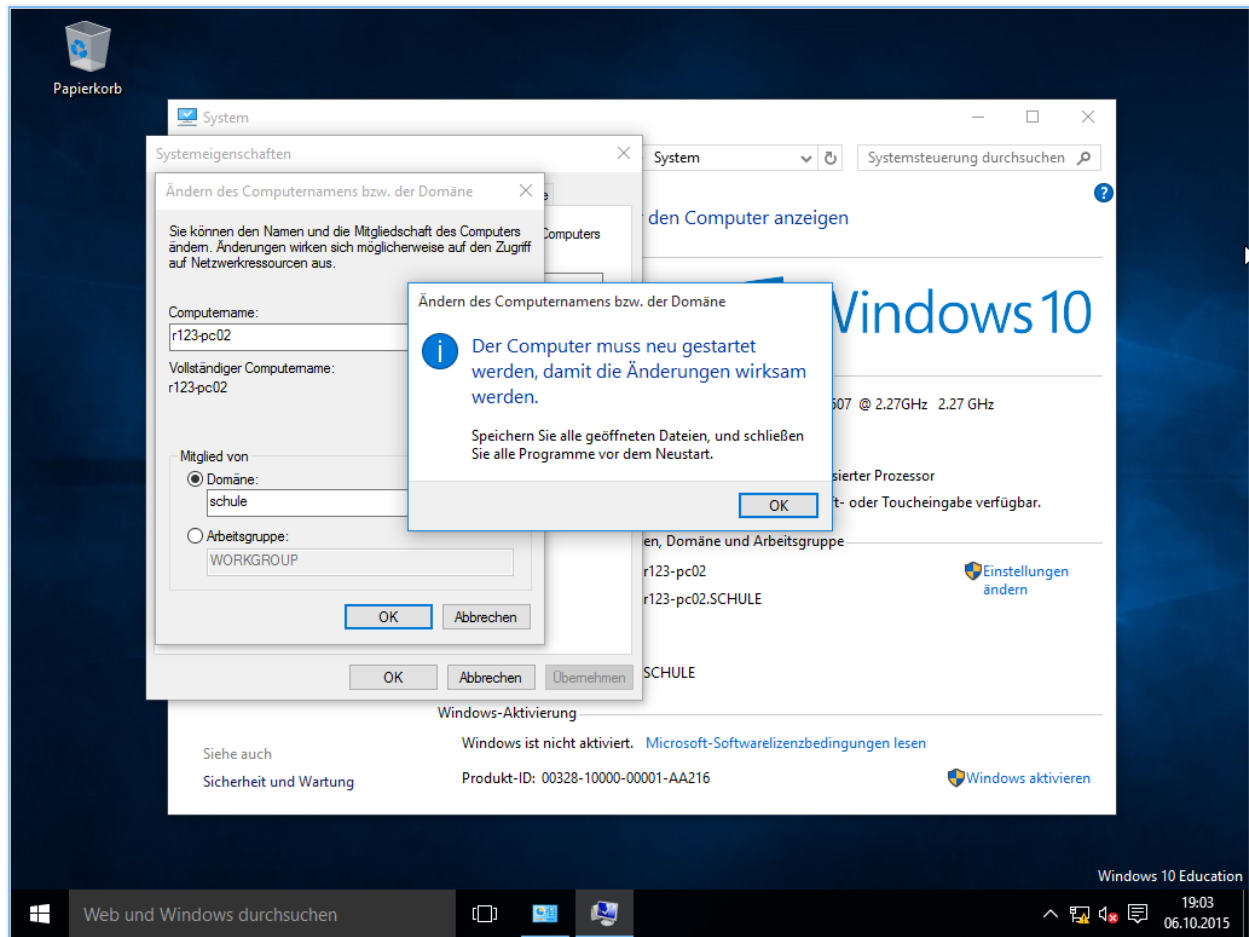 Papierkorb
System
Systemeigenschaften
System
Systemsteuerung durchsuchen
Ändern des Computernamens bzw. der Domäne
den Computer anzeigen
Sie können den Namen und die Mitgliedschaft des Computers
ändern. Änderungen wirken sich möglicherweise auf den Zugriff
auf Netzwerkressourcen aus.
Computers
Computername:
r123-pc02
Vollständiger Computername:
r123-pc02
Mitglied von
Domäne:
schule
Arbeitsgruppe:
WORKGROUP
OK
Abbrechen
Ändern des Computernamens bzw. der Domäne
Der Computer muss neu gestartet
werden, damit die Änderungen wirksam
werden.
Speichern Sie alle geöffneten Dateien, und schließen
Sie alle Programme vor dem Neustart.
OK
Windows 10
507 @ 2.27GHz 2.27 GHz
sierter Prozessor
ft- oder Toucheingabe verfügbar.
en, Domäne und Arbeitsgruppe
r123-pc02
Einstellungen
ändern
r123-pc02.SCHULE
OK
Abbrechen
Übernehmen
SCHULE
Windows-Aktivierung
Windows ist nicht aktiviert. Microsoft-Softwarelizenzbedingungen lesen
Siehe auch
Sicherheit und Wartung
Produkt-ID: 00328-10000-00001-AA216
Windows aktivieren
Windows 10 Education
Web und Windows durchsuchen
19:03
06.10.2015